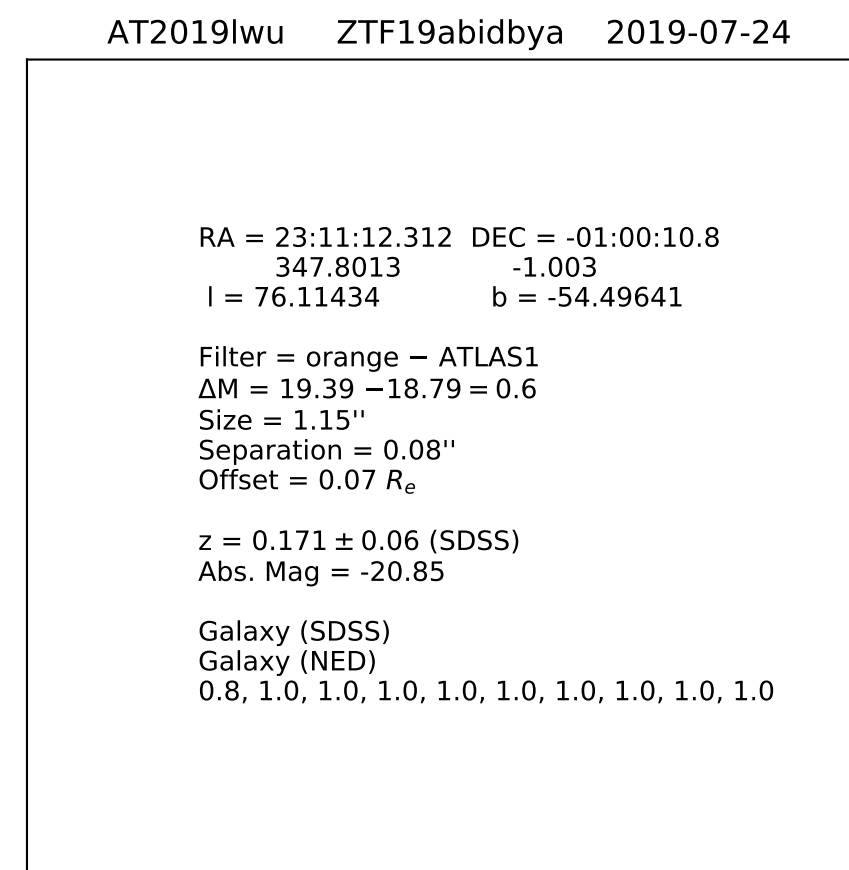 AT2019lwu ZTF19abidbya 2019-07-24
RA = 23:11:12.312 DEC = -01:00:10.8
347.8013 -1.003
l = 76.11434 b = -54.49641
Filter = orange − ATLAS1
ΔM = 19.39 −18.79 = 0.6
Size = 1.15''
Separation = 0.08''
Offset = 0.07 Re
z = 0.171 ± 0.06 (SDSS)
Abs. Mag = -20.85
Galaxy (SDSS)
Galaxy (NED)
0.8, 1.0, 1.0, 1.0, 1.0, 1.0, 1.0, 1.0, 1.0, 1.0